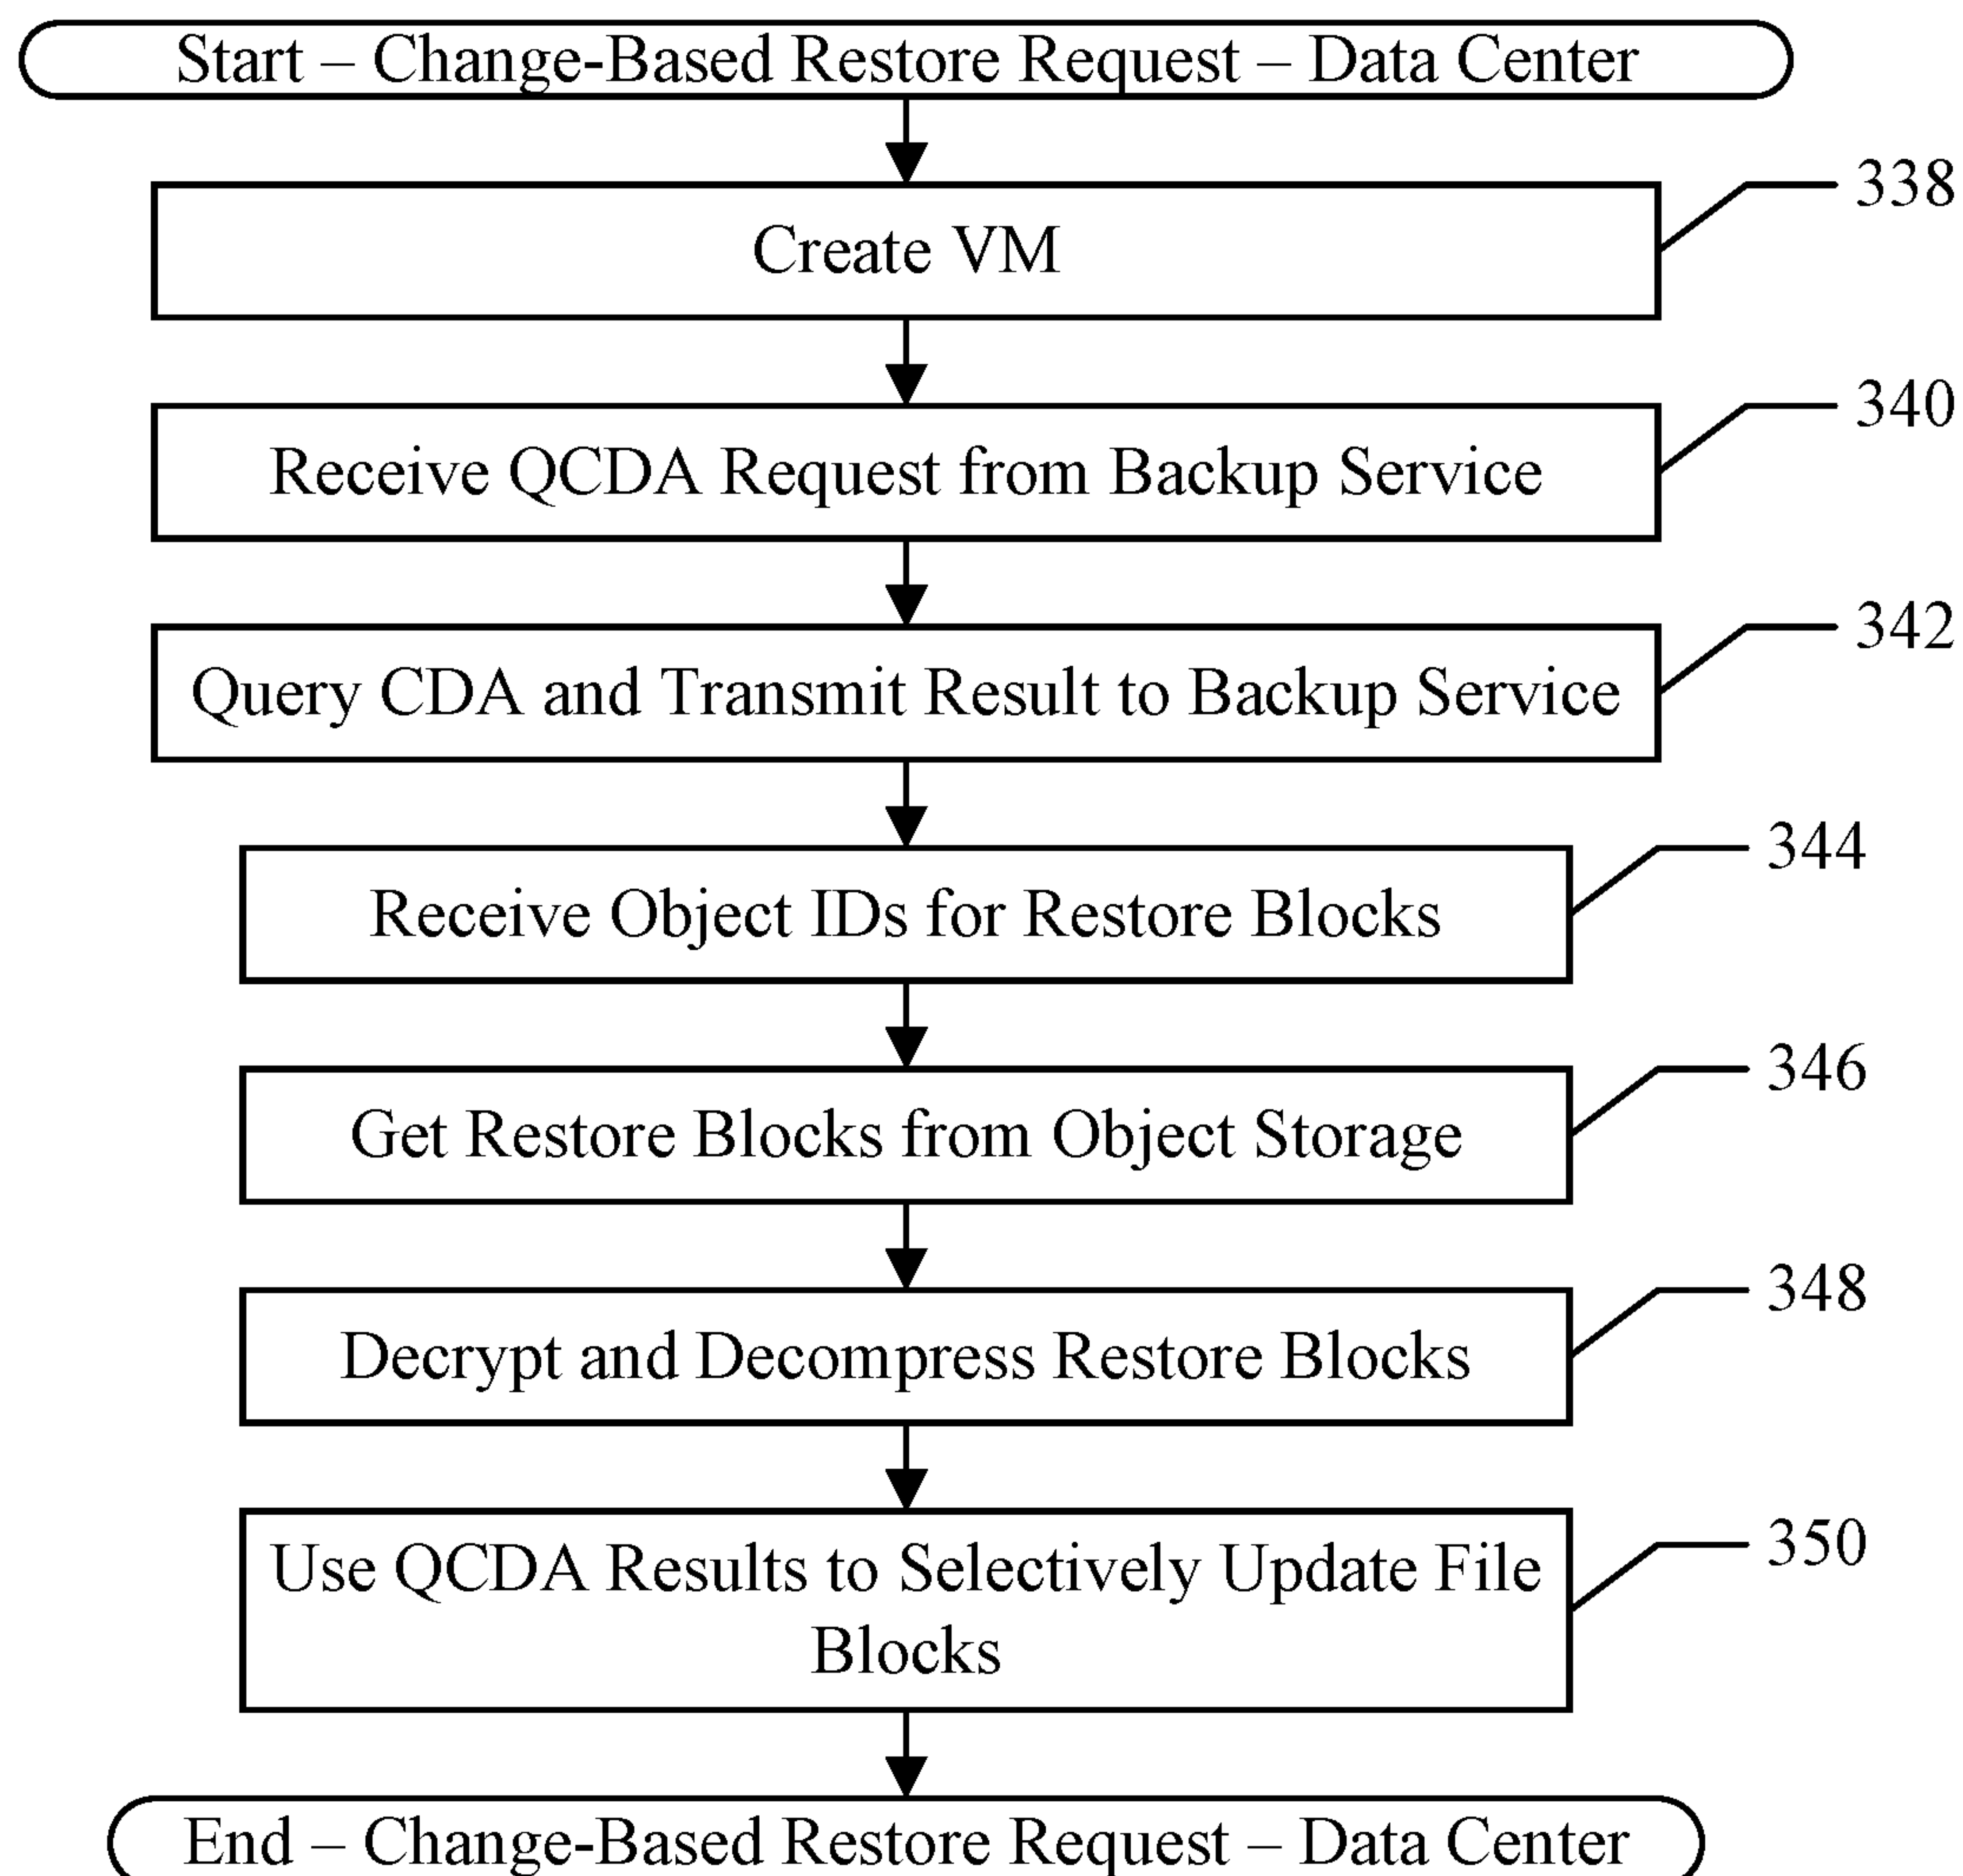 Start – Change-Based Restore Request – Data Center
338
Create VM
340
Receive QCDA Request from Backup Service
342
Query CDA and Transmit Result to Backup Service
344
Receive Object IDs for Restore Blocks
346
Get Restore Blocks from Object Storage
348
Decrypt and Decompress Restore Blocks
350
Use QCDA Results to Selectively Update File
Blocks
End – Change-Based Restore Request – Data Center